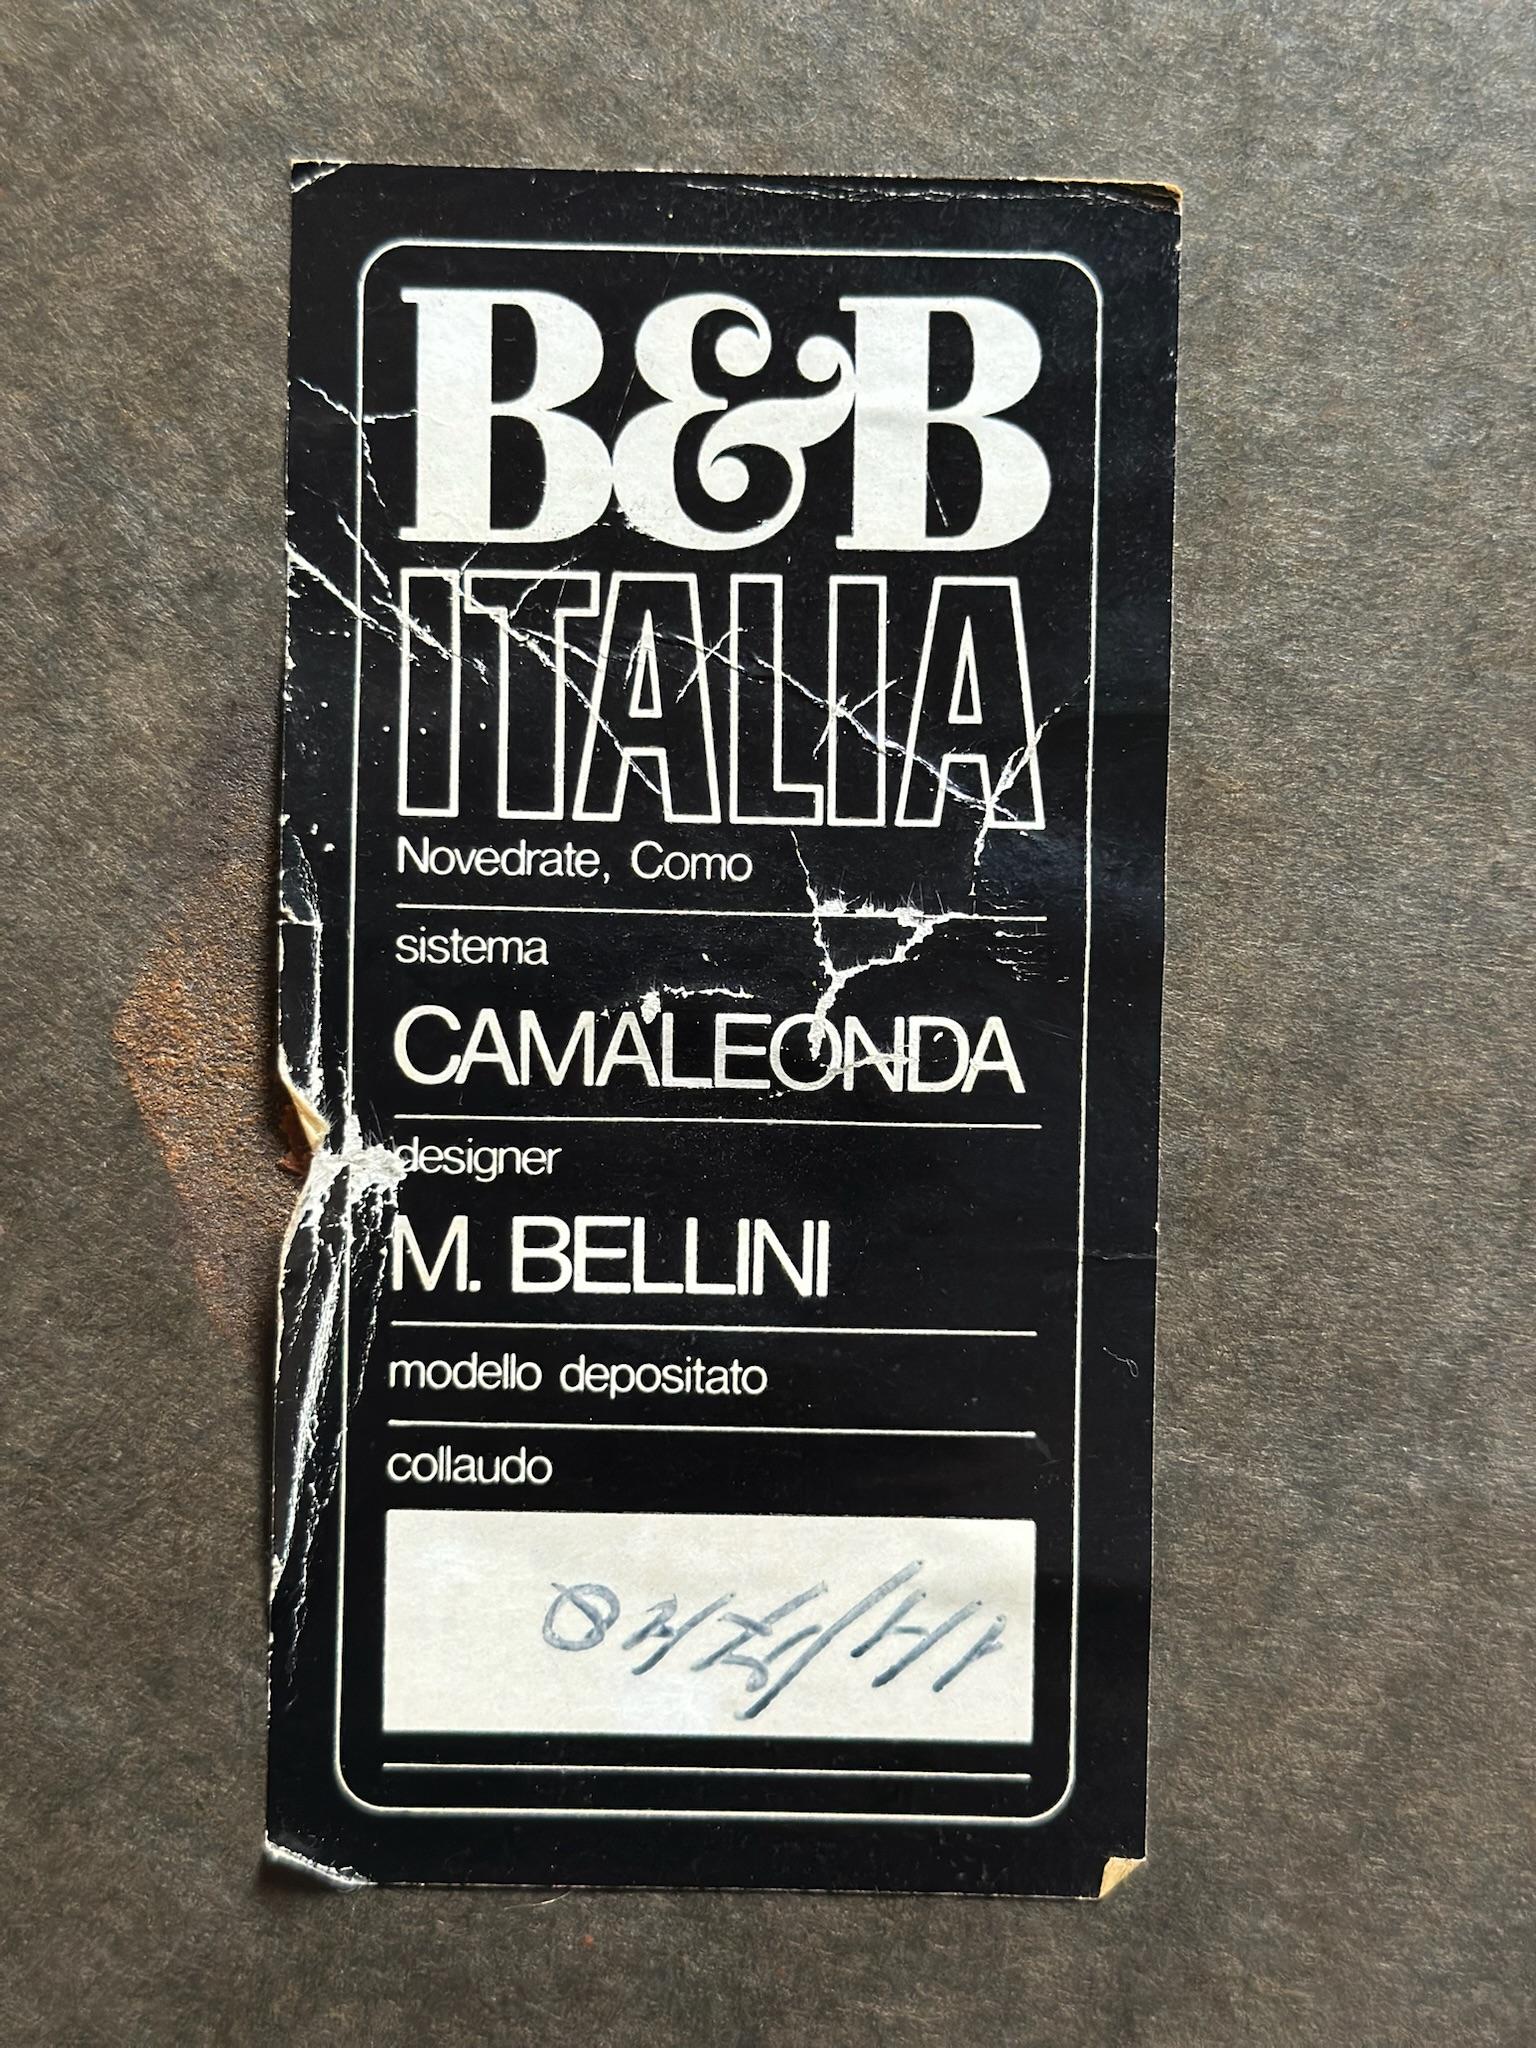 B&B
ITALIA
Novedrate, Como
sistema
CAMALEONDA
designer
M. BELLINI
modello depositato
collaudo